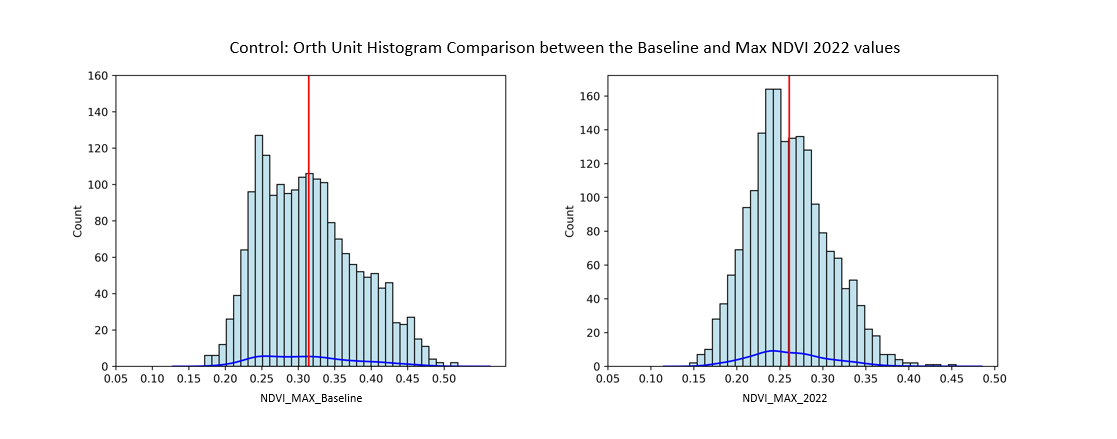 Control: Orth Unit Histogram Comparison between the Baseline and Max NDVI 2022 values
160
140
120
100
80
60
40
20
0
Count
0.05 0.10 0.15 0.20 0.25 0.30 0.35 0.40 0.45 0.50
NDVI_MAX_Baseline
160
140
120
100
80
60
40
20
0
Count
0.05 0.10 0.15 0.20 0.25 0.30 0.35 0.40 0.45 0.50
NDVI_MAX_2022